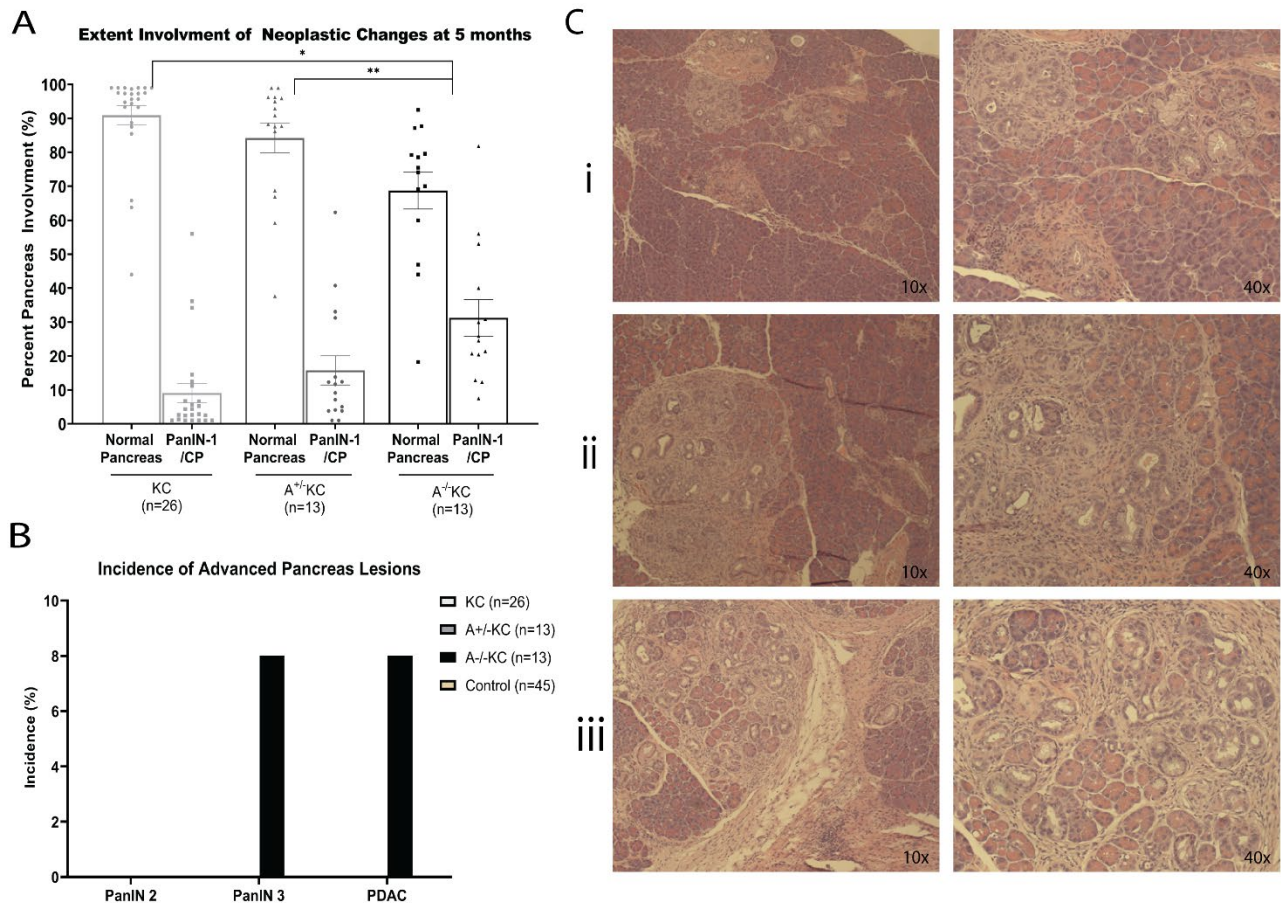 A
Extent Involvment of Neoplastic Changes at 5 months
*
**
Percent Pancreas Involvment (%)
100
90
80
70
60
50
40
30
20
10
0
Normal Pancreas
PanIN-1 /CP
Normal Pancreas
PanIN-1 /CP
Normal Pancreas
PanIN-1 /CP
KC
(n=26)
A+/-KC
(n=13)
A-/-KC
(n=13)
B
Incidence of Advanced Pancreas Lesions
Incidence (%)
10
8
6
4
2
0
PanIN 2
PanIN 3
PDAC
KC (n=26)
A+/-KC (n=13)
A-/-KC (n=13)
Control (n=45)
C
i
10x
40x
ii
10x
40x
iii
10x
40x